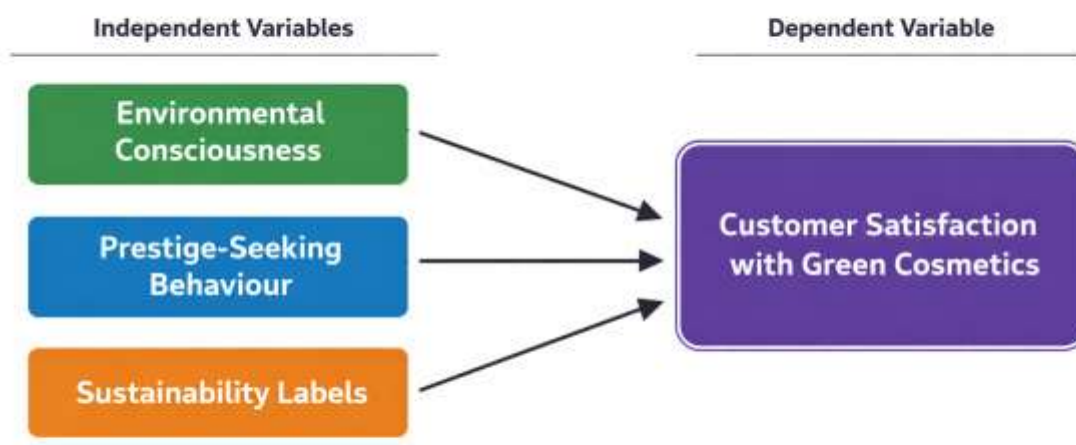 Independent Variables
Environmental
Consciousness
Prestige-Seeking
Behaviour
Sustainability Labels
Dependent Variable
Customer Satisfaction
with Green Cosmetics